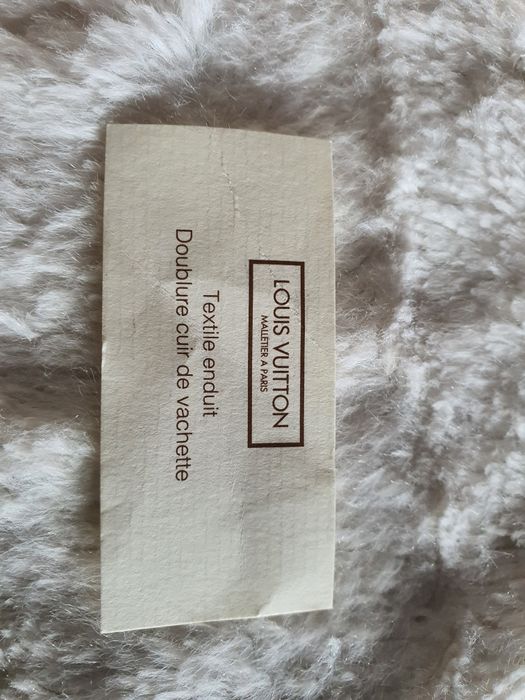 LOUIS VUITTON
MALLETIER A PARIS
Textile enduit
Doublure cuir de vachette